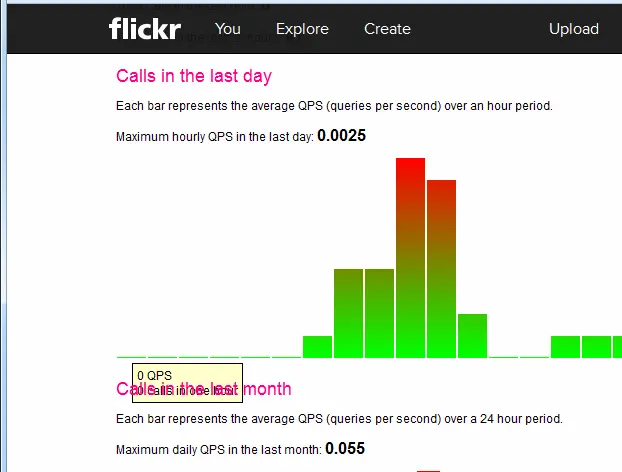 flickr You Explore Create Upload
Calls in the last day
Each bar represents the average QPS (queries per second) over an hour period.
Maximum hourly QPS in the last day: 0.0025
0 QPS
0 calls in one hour
Calls in the last month
Each bar represents the average QPS (queries per second) over a 24 hour period.
Maximum daily QPS in the last month: 0.055